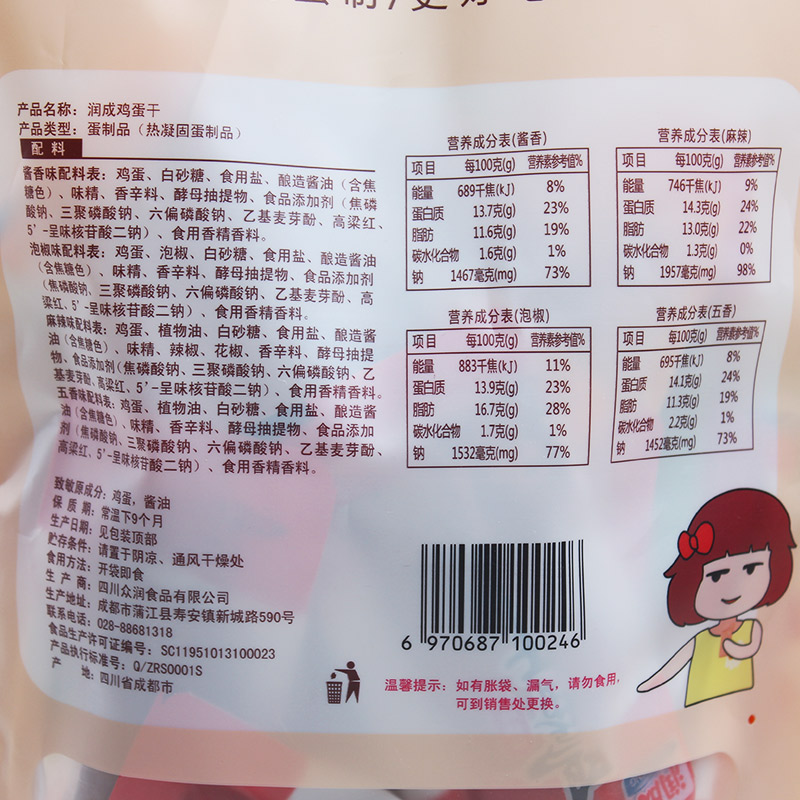 产品名称：润成鸡蛋干
产品类型：蛋制品（热凝固蛋制品）
配料
酱香味配料表：鸡蛋、白砂糖、食用盐、酿造酱油（含焦
糖色）、味精、香辛料、酵母抽提物、食品添加剂（焦磷
酸钠、三聚磷酸钠、六偏磷酸钠、乙基麦芽酚、高粱红、
5’-呈味核苷酸二钠）、食用香精香料。
泡椒味配料表：鸡蛋、泡椒、白砂糖、食用盐、酿造酱油
（含焦糖色）、味精、香辛料、酵母抽提物、食品添加剂
（焦磷酸钠、三聚磷酸钠、六偏磷酸钠、乙基麦芽酚、高
粱红、5’-呈味核苷酸二钠）、食用香精香料。
麻辣味配料表：鸡蛋、植物油、白砂糖、食用盐、酿造酱
油（含焦糖色）、味精、辣椒、花椒、香辛料、酵母抽提
物、食品添加剂(焦磷酸钠、三聚磷酸钠、六偏磷酸钠、乙
基麦芽酚、高粱红、5’-呈味核苷酸二钠）、食用香精香料。
五香味配料表：鸡蛋、植物油、白砂糖、食用盐、酿造酱
油（含焦糖色）、味精、香辛料、酵母抽提物、食品添加
剂（焦磷酸钠、三聚磷酸钠、六偏磷酸钠、乙基麦芽酚、
高粱红、5’-呈味核苷酸二钠）、食用香精香料。
致敏原成分：鸡蛋，酱油
保 质 期：常温下9个月
生产日期：见包装顶部
贮存条件：请置于阴凉、通风干燥处
食用方法：开袋即食
生 产 商：四川众润食品有限公司
生产地址：成都市蒲江县寿安镇新城路590号
联系电话：028-88681318
食品生产许可证编号：SC11951013100023
产品执行标准号：Q/ZRS0001S
产 地：四川省成都市
营养成分表(酱香)
项目 每100克(g) 营养素参考值%
能量 689千焦(kJ) 8%
蛋白质 13.7克(g) 23%
脂肪 11.6克(g) 19%
碳水化合物 1.6克(g) 1%
钠 1467毫克(mg) 73%
营养成分表(麻辣)
项目 每100克(g) 营养素参考值%
能量 746千焦(kJ) 9%
蛋白质 14.3克(g) 24%
脂肪 13.0克(g) 22%
碳水化合物 1.3克(g) 0%
钠 1957毫克(mg) 98%
营养成分表(泡椒)
项目 每100克(g) 营养素参考值%
能量 883千焦(kJ) 11%
蛋白质 13.9克(g) 23%
脂肪 16.7克(g) 28%
碳水化合物 1.7克(g) 1%
钠 1532毫克(mg) 77%
营养成分表(五香)
项目 每100克(g) 营养素参考值%
能量 695千焦(kJ) 8%
蛋白质 14.1克(g) 24%
脂肪 11.3克(g) 19%
碳水化合物 2.2克(g) 1%
钠 1452毫克(mg) 73%
6 970687 100246
温馨提示：如有胀袋、漏气，请勿食用，
可到销售处更换。